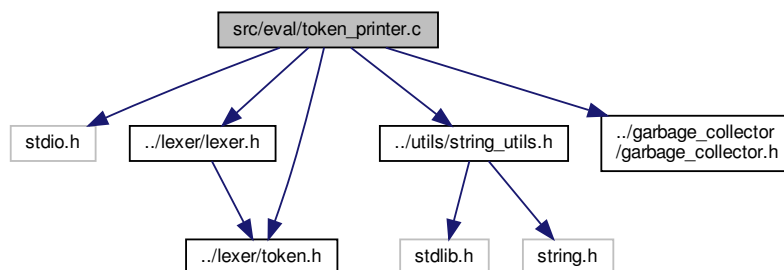 src/eval/token_printer.c
stdio.h
../lexer/lexer.h
../utils/string_utils.h
../garbage_collector
/garbage_collector.h
../lexer/token.h
stdlib.h
string.h